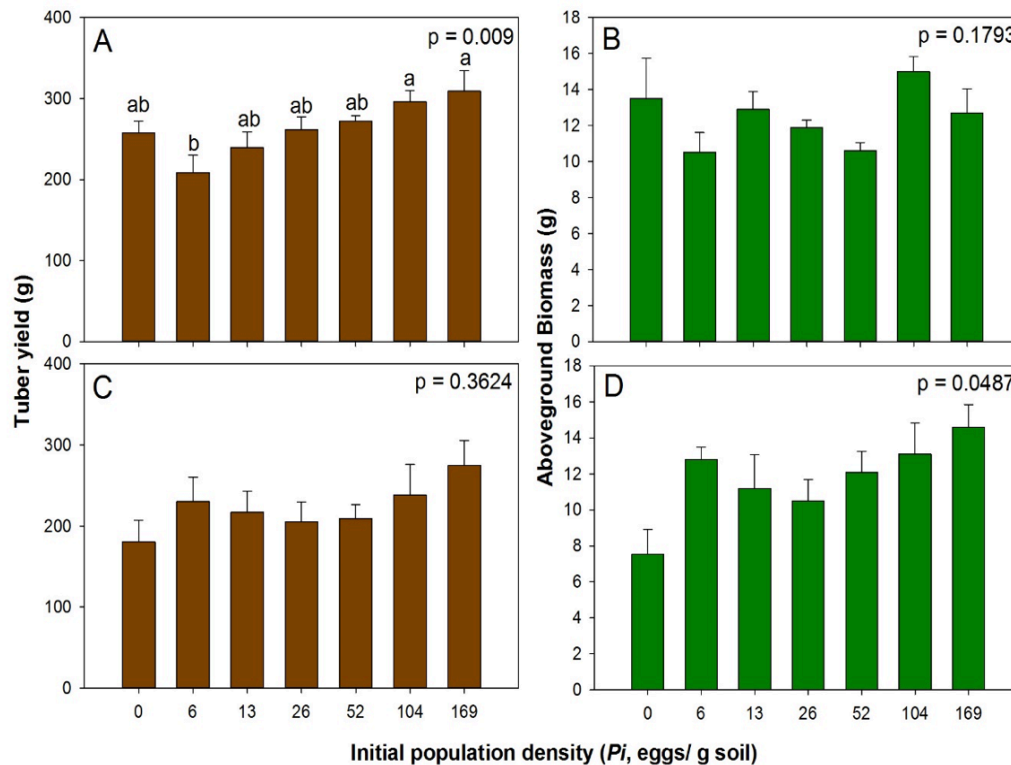 A
p = 0.009
400
300
200
100
0
ab
b
ab
ab
ab
a
a
B
p = 0.1793
18
16
14
12
10
8
6
4
2
0
Tuber yield (g)
Aboveground Biomass (g)
C
p = 0.3624
400
300
200
100
0
0 6 13 26 52 104 169
D
p = 0.0487
18
16
14
12
10
8
6
4
2
0
0 6 13 26 52 104 169
Initial population density (Pi, eggs/ g soil)